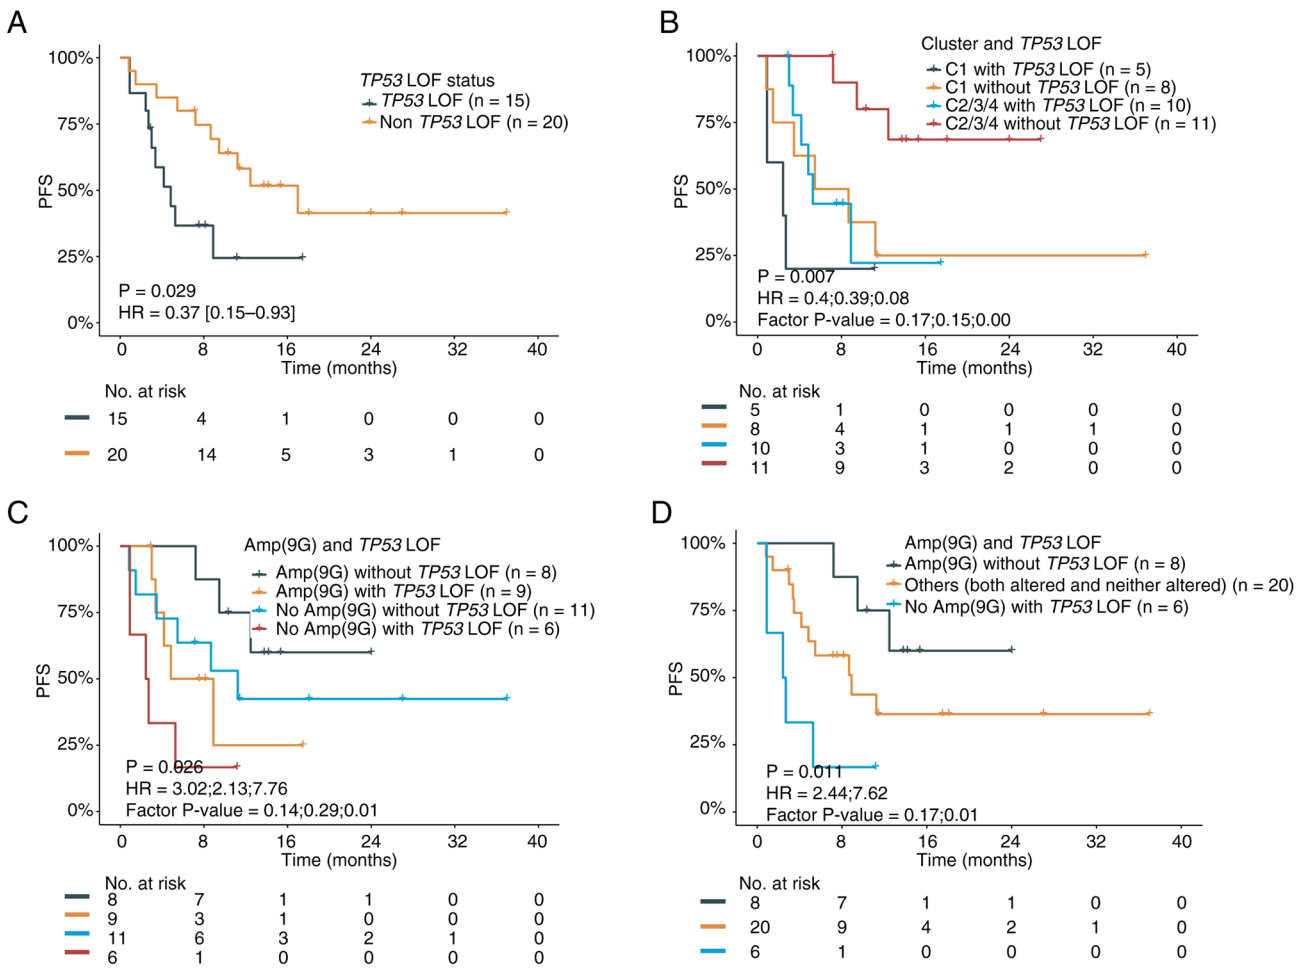 A
TP53 LOF status
TP53 LOF (n = 15)
Non TP53 LOF (n = 20)
100%
75%
50%
25%
0%
PFS
P = 0.029
HR = 0.37 [0.15–0.93]
0 8 16 24 32 40
Time (months)
No. at risk
15 4 1 0 0 0
20 14 5 3 1 0
B
Cluster and TP53 LOF
C1 with TP53 LOF (n = 5)
C1 without TP53 LOF (n = 8)
C2/3/4 with TP53 LOF (n = 10)
C2/3/4 without TP53 LOF (n = 11)
100%
75%
50%
25%
0%
PFS
P = 0.007
HR = 0.4;0.39;0.08
Factor P-value = 0.17;0.15;0.00
0 8 16 24 32 40
Time (months)
No. at risk
5 1 0 0 0 0
8 4 1 1 1 0
10 3 1 0 0 0
11 9 3 2 0 0
C
Amp(9G) and TP53 LOF
Amp(9G) without TP53 LOF (n = 8)
Amp(9G) with TP53 LOF (n = 9)
No Amp(9G) without TP53 LOF (n = 11)
No Amp(9G) with TP53 LOF (n = 6)
100%
75%
50%
25%
0%
PFS
P = 0.026
HR = 3.02;2.13;7.76
Factor P-value = 0.14;0.29;0.01
0 8 16 24 32 40
Time (months)
No. at risk
8 7 1 1 0 0
9 3 1 0 0 0
11 6 3 2 1 0
6 1 0 0 0 0
D
Amp(9G) and TP53 LOF
Amp(9G) without TP53 LOF (n = 8)
Others (both altered and neither altered) (n = 20)
No Amp(9G) with TP53 LOF (n = 6)
100%
75%
50%
25%
0%
PFS
P = 0.011
HR = 2.44;7.62
Factor P-value = 0.17;0.01
0 8 16 24 32 40
Time (months)
No. at risk
8 7 1 1 0 0
20 9 4 2 1 0
6 1 0 0 0 0